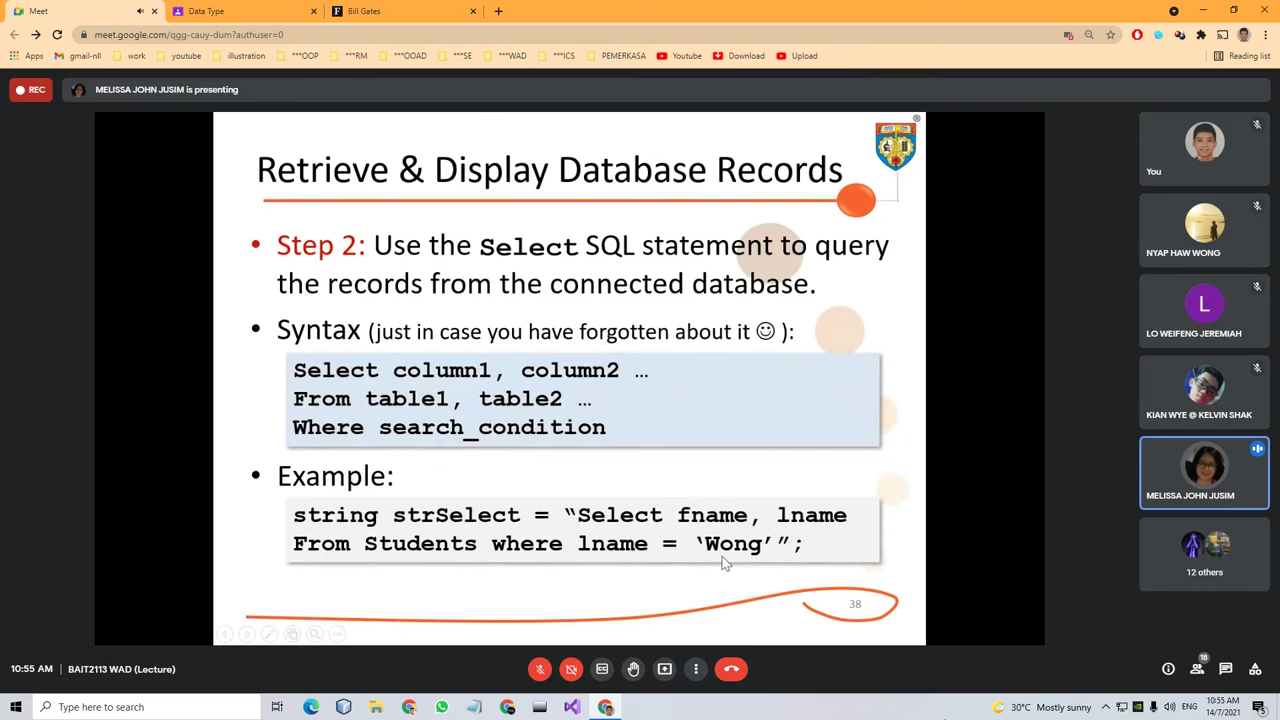 Meet
Data Type
Bill Gates
meet.google.com/qgg-cauy-dum?authuser=0
Apps
gmail-nll
work
youtube
illustration
***OOP
***RM
***OOAD
***SE
***WAD
***ICS
PEMERKASA
Youtube
Download
Upload
Reading list
REC
MELISSA JOHN JUSIM is presenting
Retrieve & Display Database Records
• Step 2: Use the Select SQL statement to query
the records from the connected database.
• Syntax (just in case you have forgotten about it ☺ ):
Select column1, column2 …
From table1, table2 …
Where search_condition
• Example:
string strSelect = “Select fname, lname
From Students where lname = ‘Wong’”;
38
You
NYAP HAW WONG
L
LO WEIFENG JEREMIAH
KIAN WYE @ KELVIN SHAK
MELISSA JOHN JUSIM
12 others
10:55 AM
BAIT2113 WAD (Lecture)
18
Type here to search
30°C Mostly sunny
10:55 AM
14/7/2021